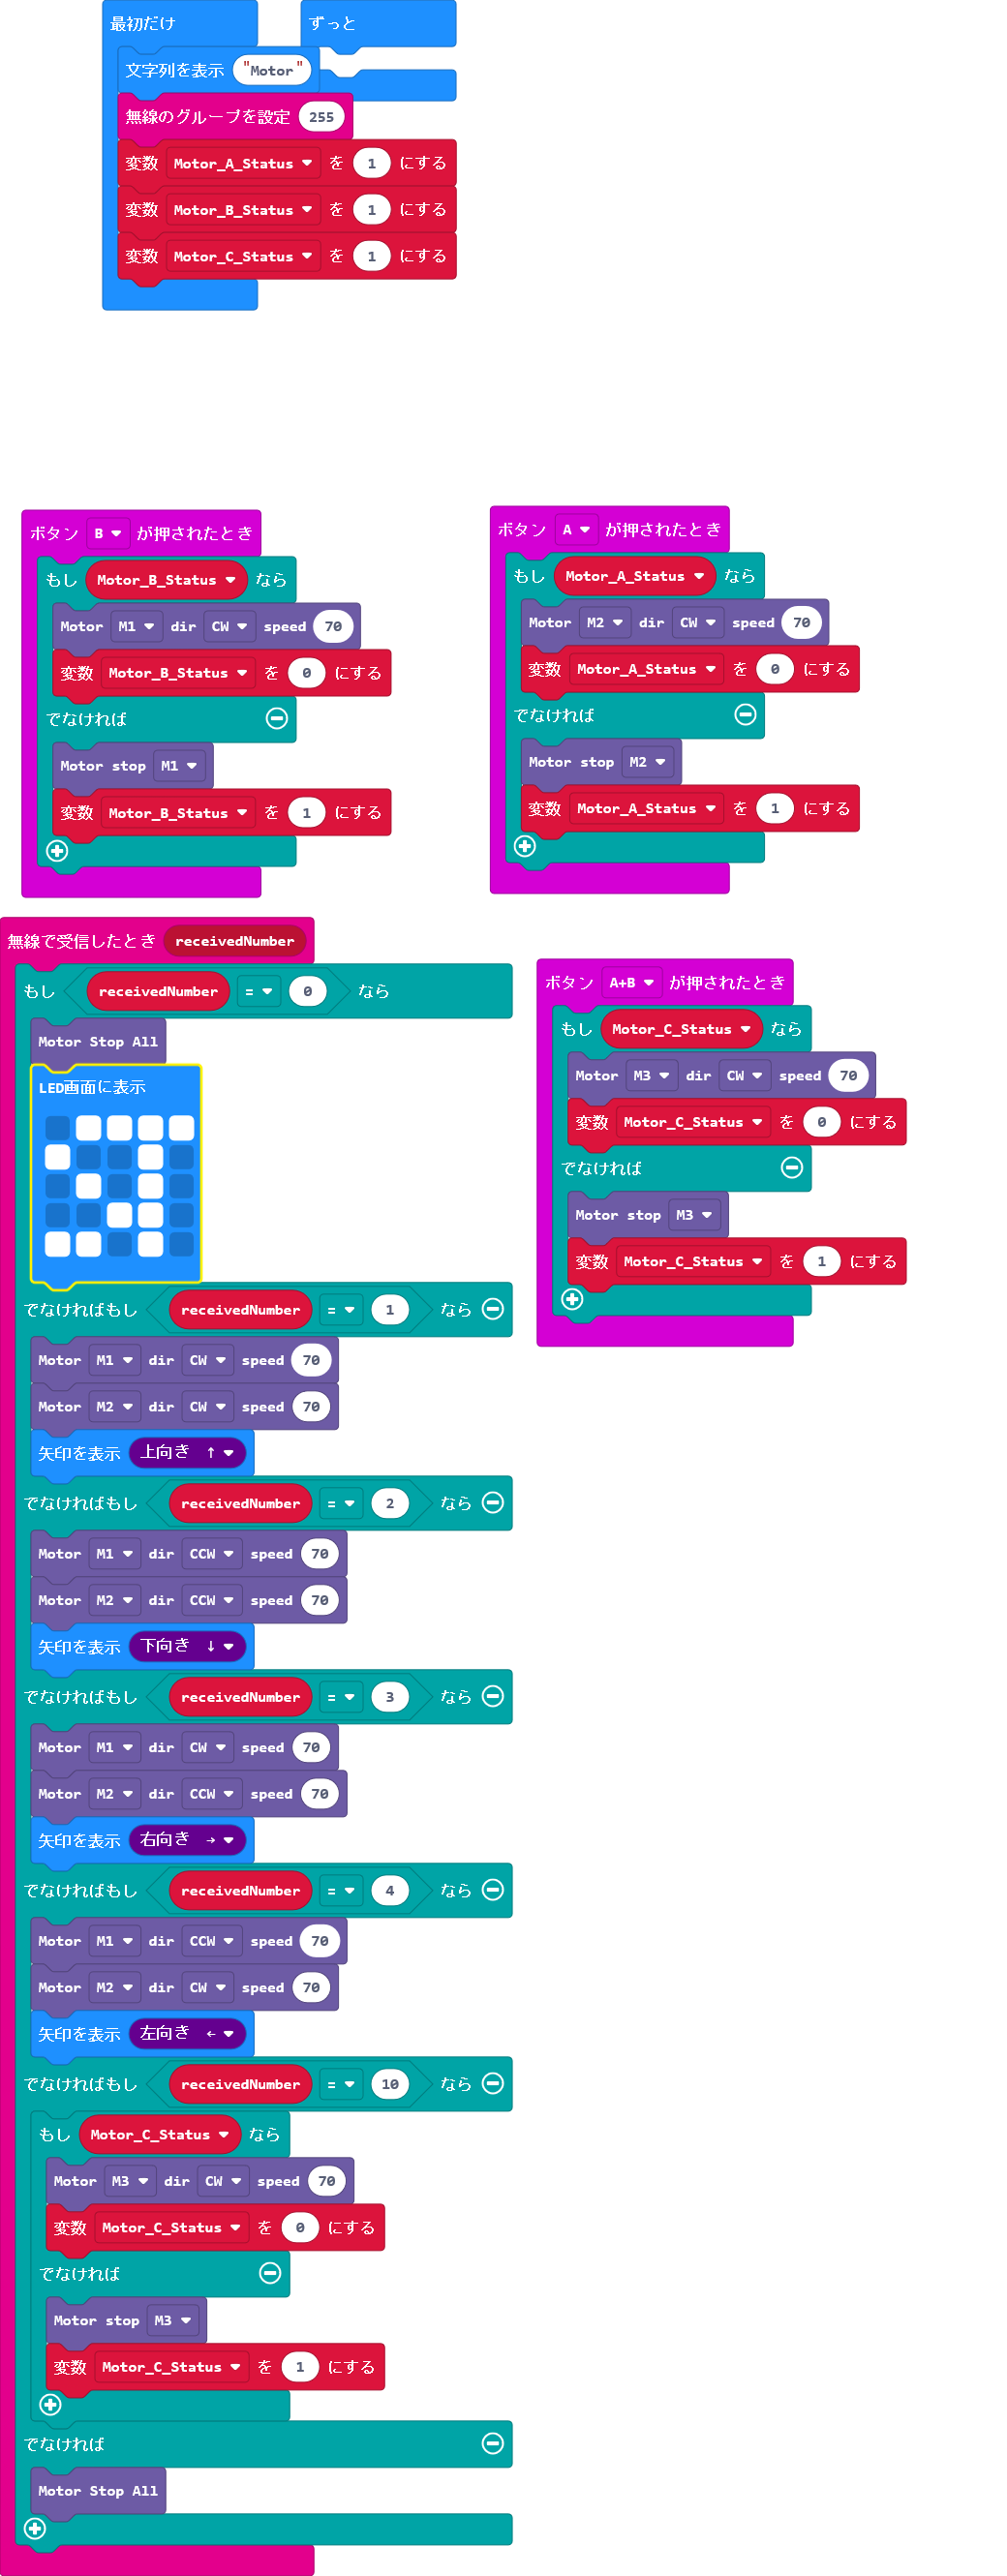 最初だけ
文字列を表示 "Motor"
無線のグループを設定 255
変数 Motor_A_Status を 1 にする
変数 Motor_B_Status を 1 にする
変数 Motor_C_Status を 1 にする
ずっと
ボタン B が押されたとき
もし Motor_B_Status なら
Motor M1 dir CW speed 70
変数 Motor_B_Status を 0 にする
でなければ
Motor stop M1
変数 Motor_B_Status を 1 にする
ボタン A が押されたとき
もし Motor_A_Status なら
Motor M2 dir CW speed 70
変数 Motor_A_Status を 0 にする
でなければ
Motor stop M2
変数 Motor_A_Status を 1 にする
無線で受信したとき receivedNumber
もし receivedNumber = 0 なら
Motor Stop All
LED画面に表示
でなければもし receivedNumber = 1 なら
Motor M1 dir CW speed 70
Motor M2 dir CW speed 70
矢印を表示 上向き ↑
でなければもし receivedNumber = 2 なら
Motor M1 dir CCW speed 70
Motor M2 dir CCW speed 70
矢印を表示 下向き ↓
でなければもし receivedNumber = 3 なら
Motor M1 dir CW speed 70
Motor M2 dir CCW speed 70
矢印を表示 右向き →
でなければもし receivedNumber = 4 なら
Motor M1 dir CCW speed 70
Motor M2 dir CW speed 70
矢印を表示 左向き ←
でなければもし receivedNumber = 10 なら
もし Motor_C_Status なら
Motor M3 dir CW speed 70
変数 Motor_C_Status を 0 にする
でなければ
Motor stop M3
変数 Motor_C_Status を 1 にする
でなければ
Motor Stop All
ボタン A+B が押されたとき
もし Motor_C_Status なら
Motor M3 dir CW speed 70
変数 Motor_C_Status を 0 にする
でなければ
Motor stop M3
変数 Motor_C_Status を 1 にする